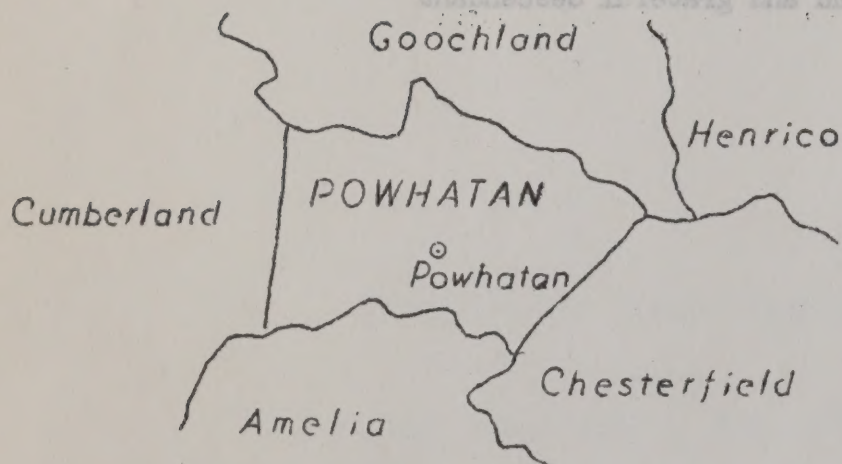 Goochland
Henrico
POWHATAN
Cumberland
Powhatan
Chesterfield
Amelia